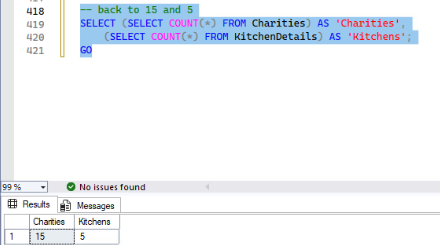 418 -- back to 15 and 5
419 SELECT (SELECT COUNT(*) FROM Charities) AS 'Charities',
420 (SELECT COUNT(*) FROM KitchenDetails) AS 'Kitchens';
421 GO
99 %
No issues found
Results Messages
Charities Kitchens
1 15 5